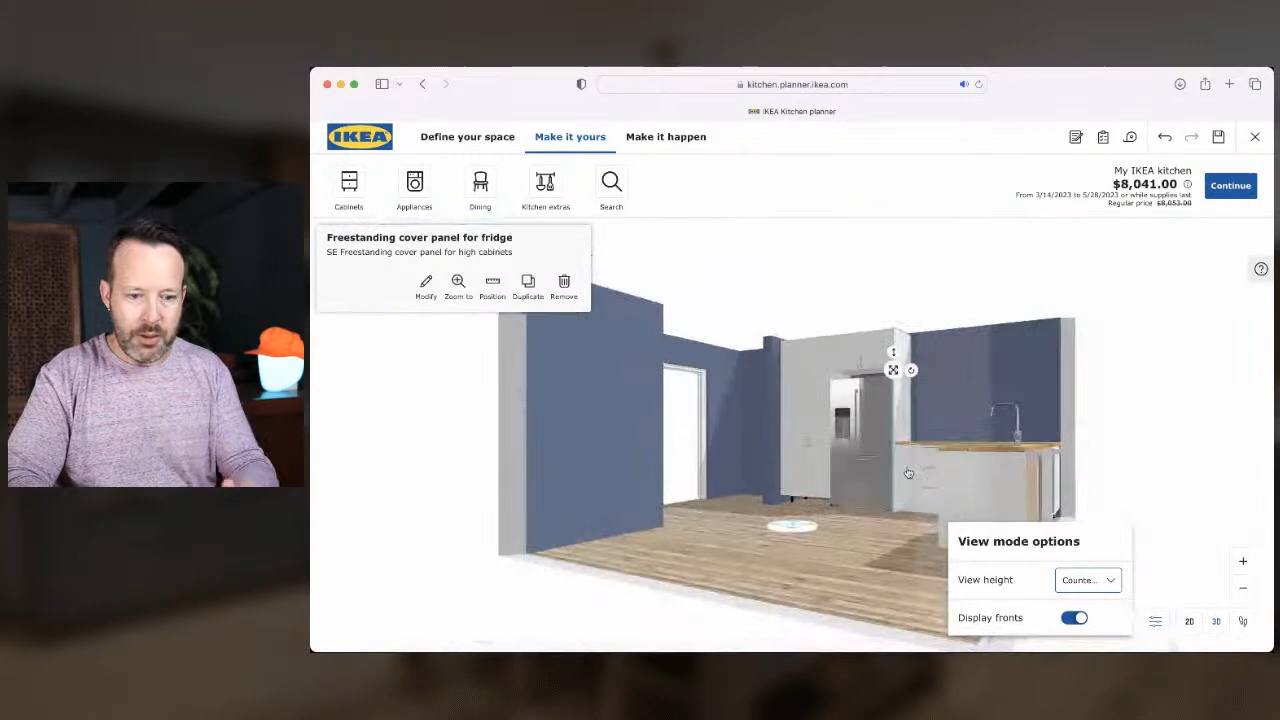 kitchen.planner.ikea.com
IKEA Kitchen planner
IKEA
Define your space
Make it yours
Make it happen
Cabinets
Appliances
Dining
Kitchen extras
Search
My IKEA kitchen
$8,041.00
From 3/14/2023 to 5/28/2023 or while supplies last
Regular price $8,053.00
Continue
Freestanding cover panel for fridge
SE Freestanding cover panel for high cabinets
Modify
Zoom to
Position
Duplicate
Remove
View mode options
View height
Counte...
Display fronts
2D
3D